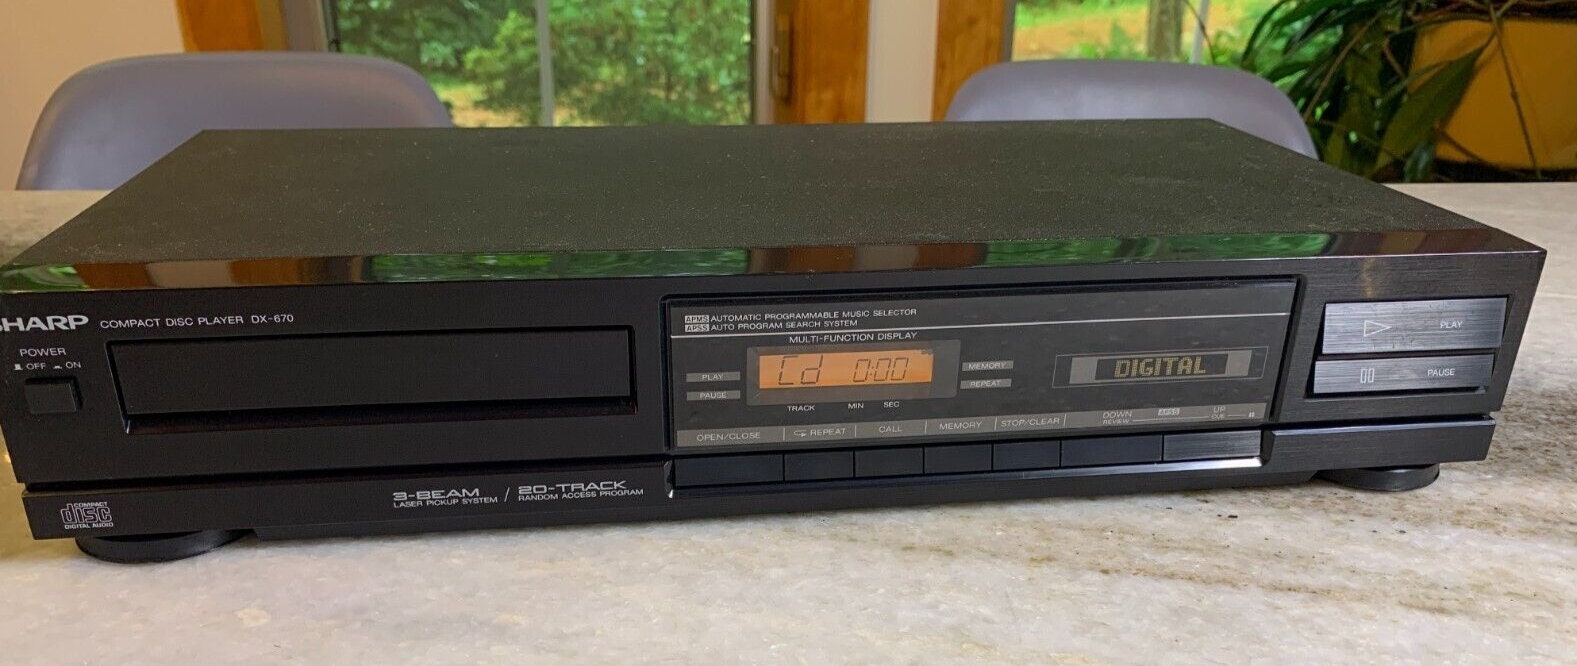 SHARP COMPACT DISC PLAYER DX-670
POWER
OFF ON
APMS AUTOMATIC PROGRAMMABLE MUSIC SELECTOR
APSS AUTO PROGRAM SEARCH SYSTEM
MULTI-FUNCTION DISPLAY
PLAY
PAUSE
Cd 0:00
TRACK MIN SEC
MEMORY
REPEAT
DIGITAL
PLAY
PAUSE
OPEN/CLOSE REPEAT CALL MEMORY STOP/CLEAR DOWN APSS UP
REVIEW CUE
3-BEAM / 20-TRACK
LASER PICKUP SYSTEM RANDOM ACCESS PROGRAM
COMPACT
disc
DIGITAL AUDIO